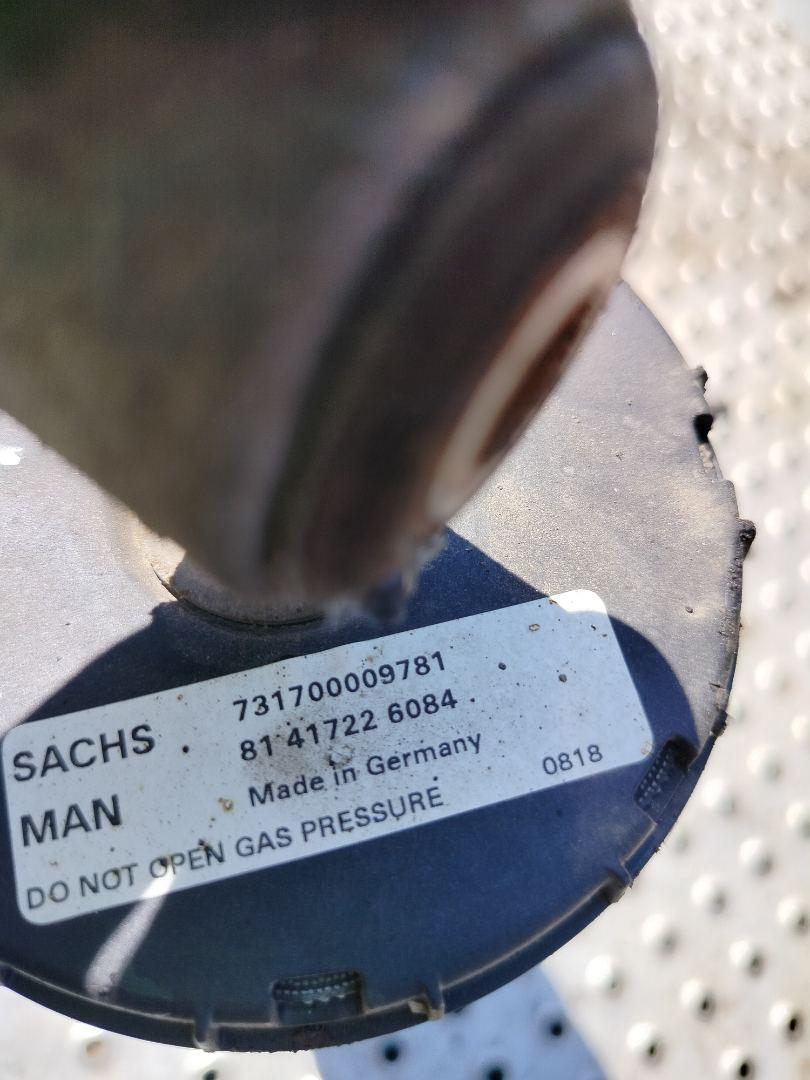 SACHS 731700009781
81 41722 6084
MAN Made in Germany 0818
DO NOT OPEN GAS PRESSURE